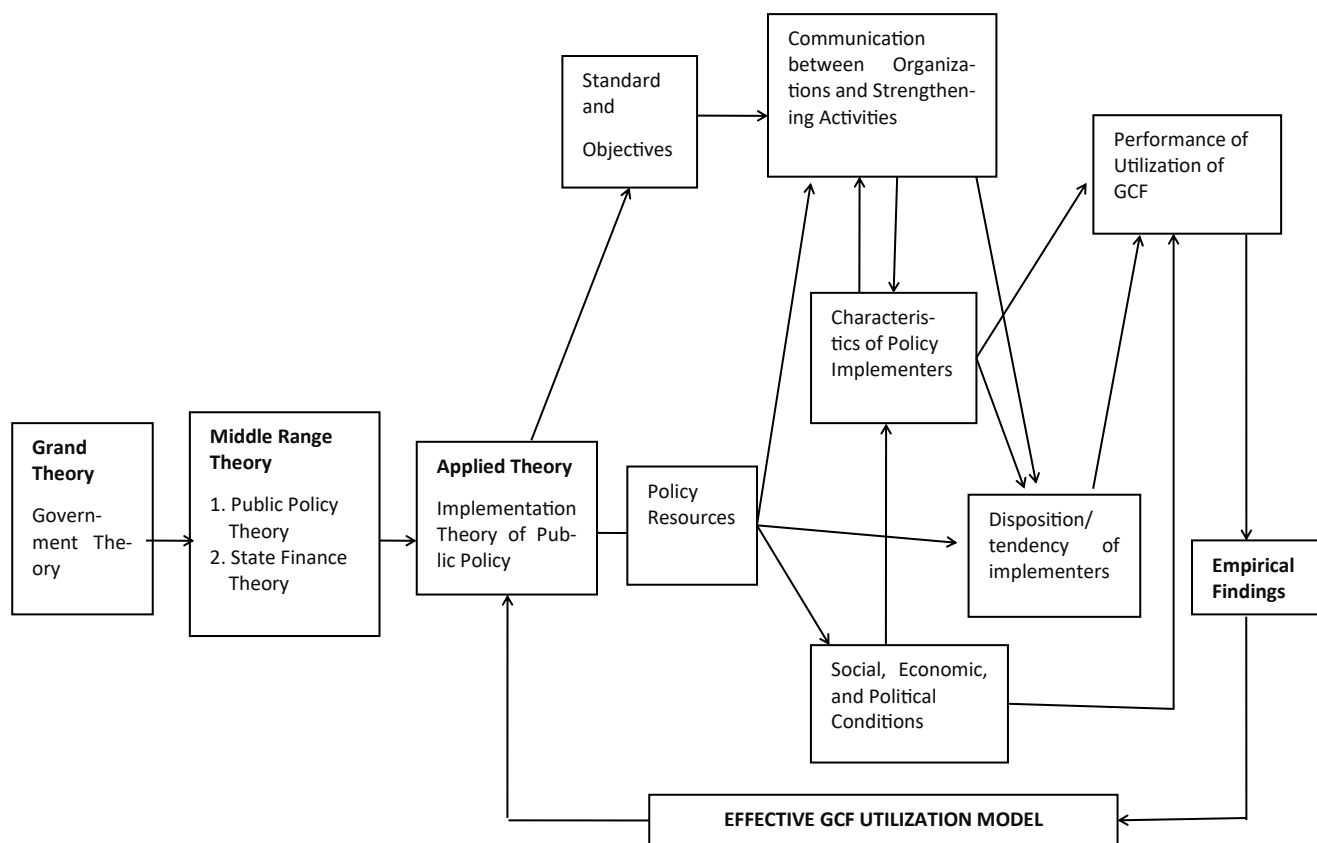 Communication
between Organiza-
tions and Strengthen-
ing Activities
Standard
and
Objectives
Performance of
Utilization of
GCF
Characteris-
tics of Policy
Implementers
Grand
Theory
Govern-
ment The-
ory
Middle Range
Theory
1. Public Policy
Theory
2. State Finance
Theory
Applied Theory
Implementation
Theory of Pub-
lic Policy
Policy
Resources
Disposition/
tendency of
implementers
Empirical
Findings
Social, Economic,
and Political
Conditions
EFFECTIVE GCF UTILIZATION MODEL